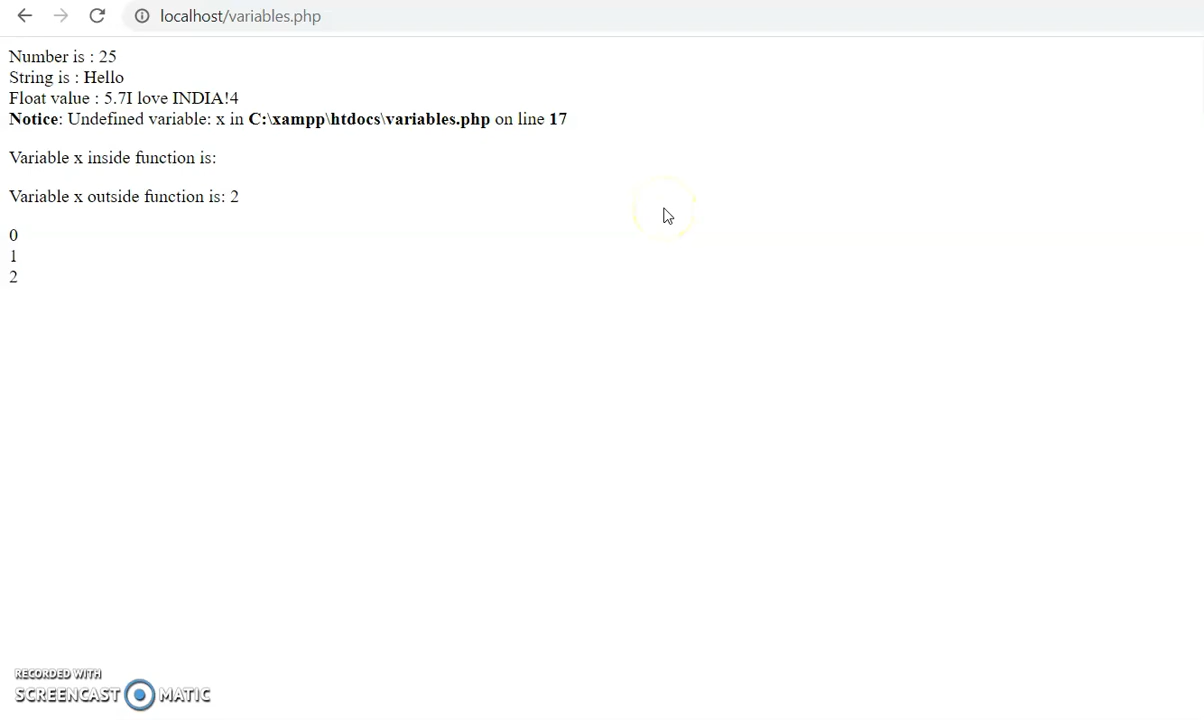 localhost/variables.php
Number is : 25
String is : Hello
Float value : 5.7I love INDIA!4
Notice: Undefined variable: x in C:\xampp\htdocs\variables.php on line 17
Variable x inside function is:
Variable x outside function is: 2
0
1
2
RECORDED WITH
SCREENCAST MATIC